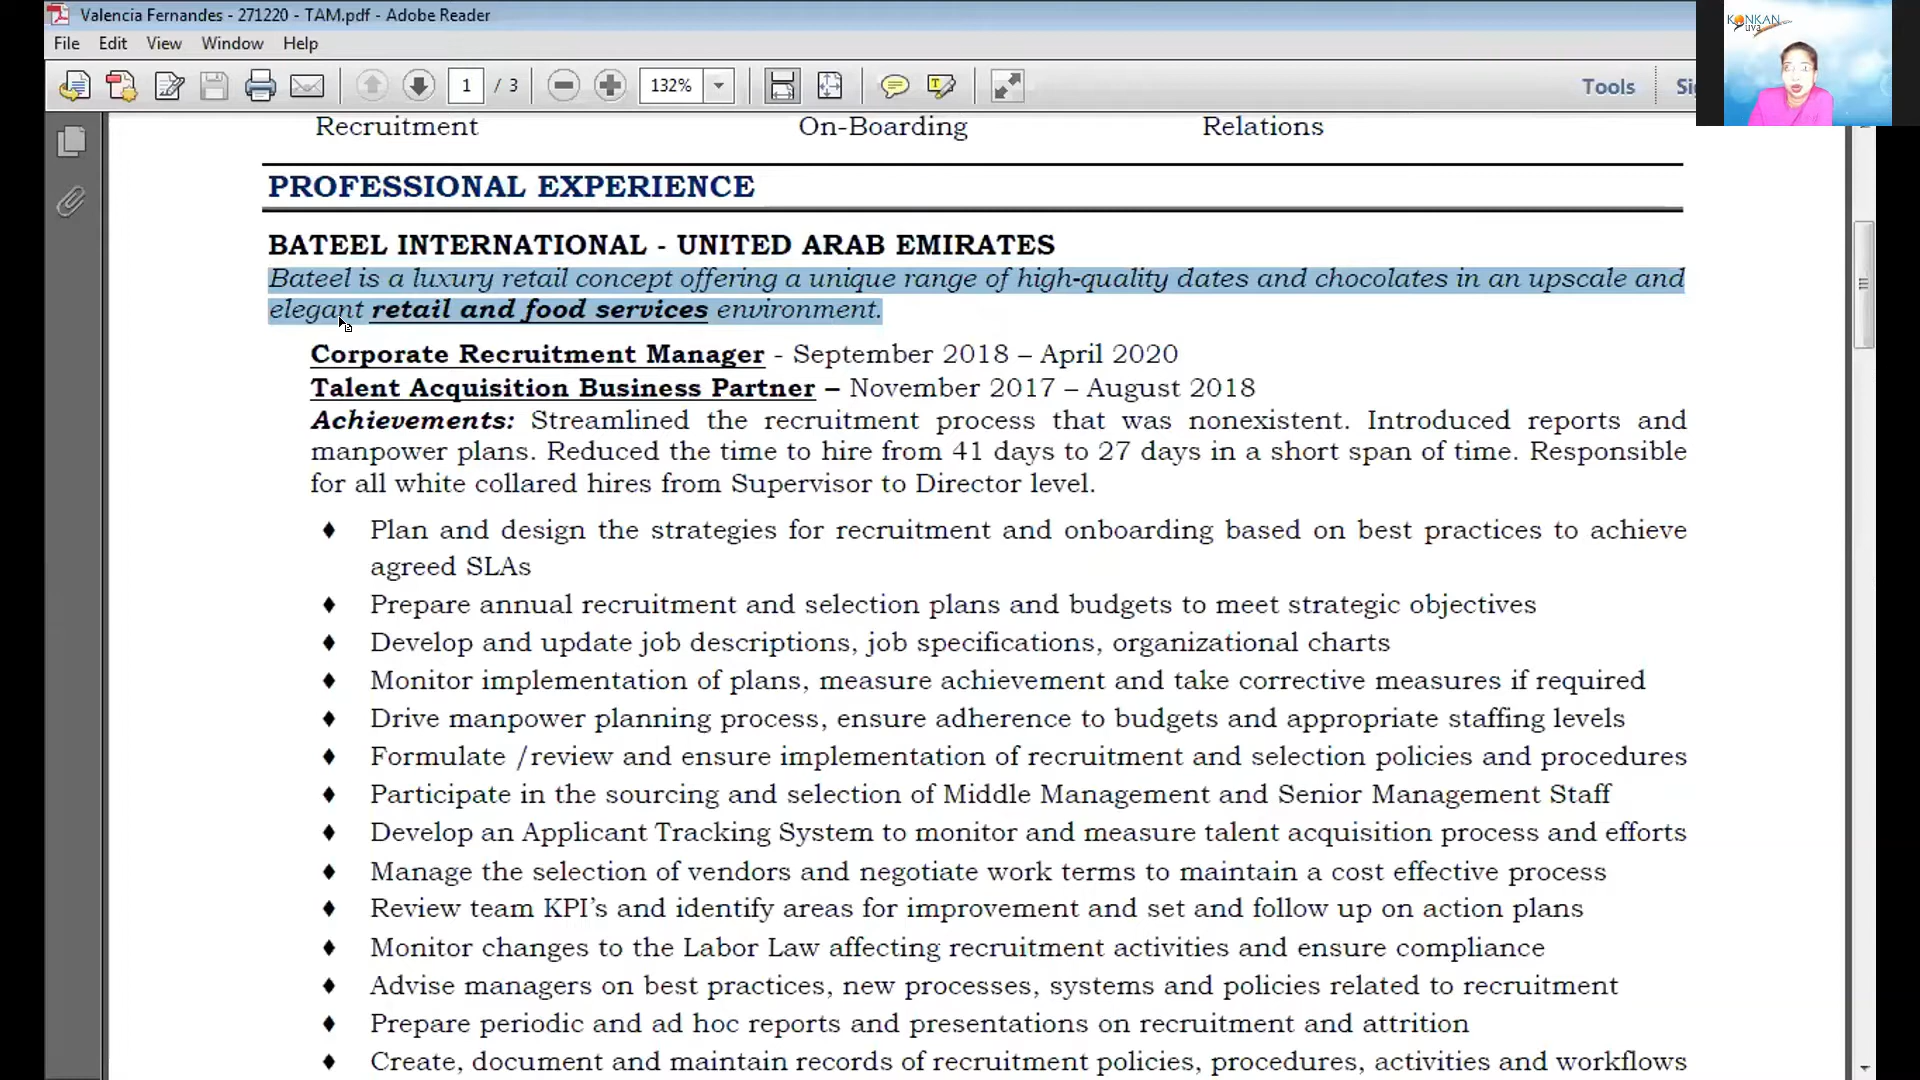 Valencia Fernandes - 271220 - TAM.pdf - Adobe Reader
File Edit View Window Help
1 / 3 132% Tools
KONKAN
Recruitment On-Boarding Relations
PROFESSIONAL EXPERIENCE
BATEEL INTERNATIONAL - UNITED ARAB EMIRATES
Bateel is a luxury retail concept offering a unique range of high-quality dates and chocolates in an upscale and
elegant retail and food services environment.
Corporate Recruitment Manager - September 2018 – April 2020
Talent Acquisition Business Partner – November 2017 – August 2018
Achievements: Streamlined the recruitment process that was nonexistent. Introduced reports and
manpower plans. Reduced the time to hire from 41 days to 27 days in a short span of time. Responsible
for all white collared hires from Supervisor to Director level.
♦ Plan and design the strategies for recruitment and onboarding based on best practices to achieve
agreed SLAs
♦ Prepare annual recruitment and selection plans and budgets to meet strategic objectives
♦ Develop and update job descriptions, job specifications, organizational charts
♦ Monitor implementation of plans, measure achievement and take corrective measures if required
♦ Drive manpower planning process, ensure adherence to budgets and appropriate staffing levels
♦ Formulate /review and ensure implementation of recruitment and selection policies and procedures
♦ Participate in the sourcing and selection of Middle Management and Senior Management Staff
♦ Develop an Applicant Tracking System to monitor and measure talent acquisition process and efforts
♦ Manage the selection of vendors and negotiate work terms to maintain a cost effective process
♦ Review team KPI’s and identify areas for improvement and set and follow up on action plans
♦ Monitor changes to the Labor Law affecting recruitment activities and ensure compliance
♦ Advise managers on best practices, new processes, systems and policies related to recruitment
♦ Prepare periodic and ad hoc reports and presentations on recruitment and attrition
♦ Create, document and maintain records of recruitment policies, procedures, activities and workflows